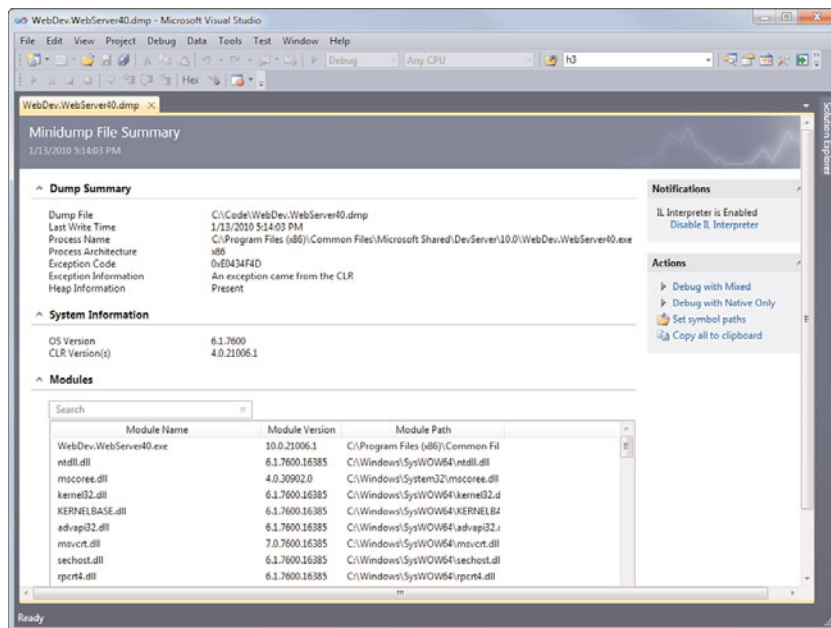 WebDev.WebServer40.dmp - Microsoft Visual Studio
File Edit View Project Debug Data Tools Test Window Help
Debug Any CPU h3
Hex
WebDev.WebServer40.dmp
Solution Explorer
Minidump File Summary
1/13/2010 5:14:03 PM
Dump Summary
Dump File C:\Code\WebDev.WebServer40.dmp
Last Write Time 1/13/2010 5:14:03 PM
Process Name C:\Program Files (x86)\Common Files\Microsoft Shared\DevServer\10.0\WebDev.WebServer40.exe
Process Architecture x86
Exception Code 0xE0434F4D
Exception Information An exception came from the CLR
Heap Information Present
System Information
OS Version 6.1.7600
CLR Version(s) 4.0.21006.1
Modules
Search
Module Name Module Version Module Path
WebDev.WebServer40.exe 10.0.21006.1 C:\Program Files (x86)\Common Fil
ntdll.dll 6.1.7600.16385 C:\Windows\SysWOW64\ntdll.dll
mscoree.dll 4.0.30902.0 C:\Windows\System32\mscoree.dll
kernel32.dll 6.1.7600.16385 C:\Windows\SysWOW64\kernel32.d
KERNELBASE.dll 6.1.7600.16385 C:\Windows\SysWOW64\KERNELBA
advapi32.dll 6.1.7600.16385 C:\Windows\SysWOW64\advapi32.
msvcrt.dll 7.0.7600.16385 C:\Windows\SysWOW64\msvcrt.dll
sechost.dll 6.1.7600.16385 C:\Windows\SysWOW64\sechost.dll
rpcrt4.dll 6.1.7600.16385 C:\Windows\SysWOW64\rpcrt4.dll
Notifications
IL Interpreter is Enabled
Disable IL Interpreter
Actions
Debug with Mixed
Debug with Native Only
Set symbol paths
Copy all to clipboard
Ready